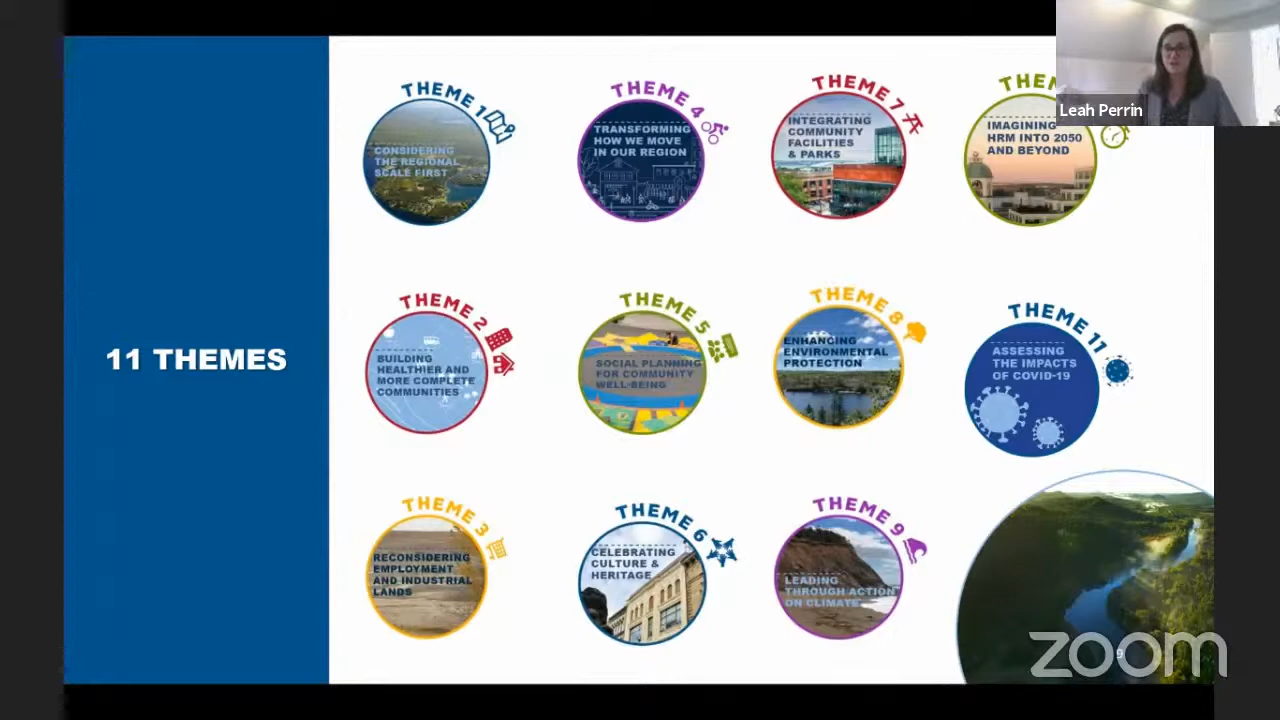 11 THEMES
THEME 1
CONSIDERING
THE REGIONAL
SCALE FIRST
THEME 2
BUILDING
HEALTHIER AND
MORE COMPLETE
COMMUNITIES
THEME 3
RECONSIDERING
EMPLOYMENT
AND INDUSTRIAL
LANDS
THEME 4
TRANSFORMING
HOW WE MOVE
IN OUR REGION
THEME 5
SOCIAL PLANNING
FOR COMMUNITY
WELL-BEING
THEME 6
CELEBRATING
CULTURE &
HERITAGE
THEME 7
INTEGRATING
COMMUNITY
FACILITIES
& PARKS
THEME 8
ENHANCING
ENVIRONMENTAL
PROTECTION
THEME 9
LEADING
THROUGH ACTION
ON CLIMATE
THEM
IMAGINING
HRM INTO 2050
AND BEYOND
THEME 11
ASSESSING
THE IMPACTS
OF COVID-19
Leah Perrin
9
zoom